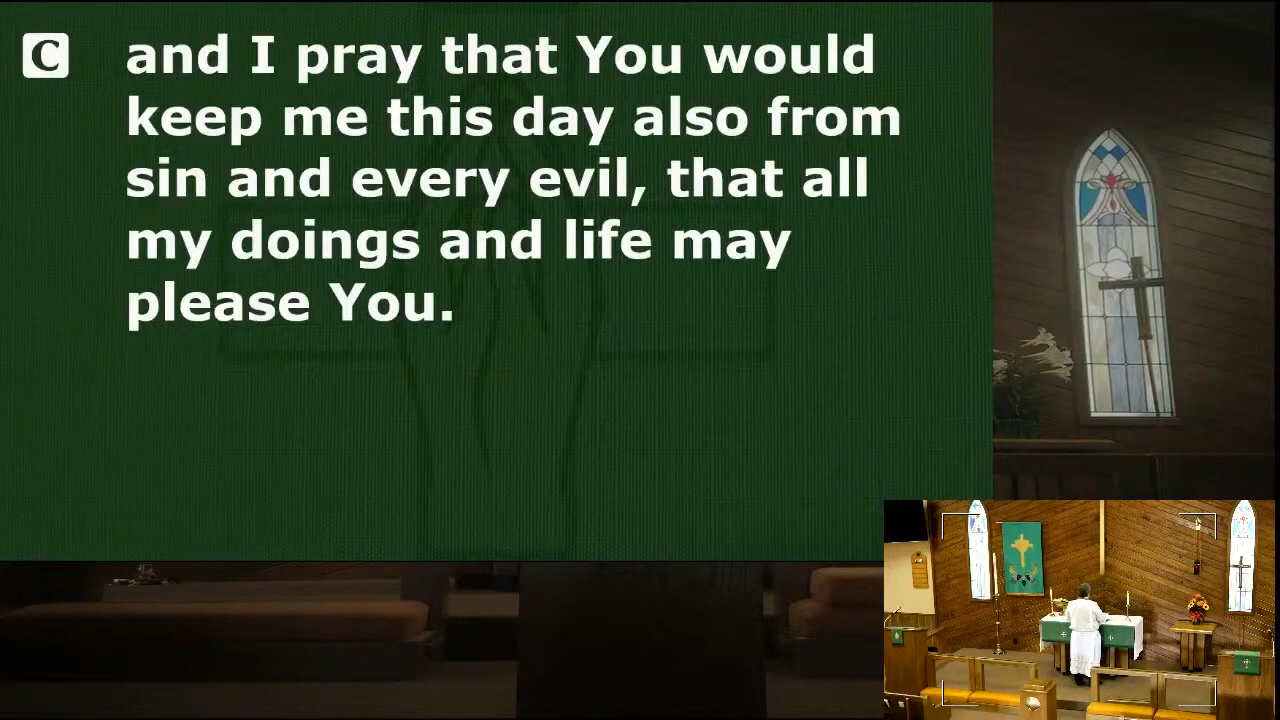 C and I pray that You would
keep me this day also from
sin and every evil, that all
my doings and life may
please You.